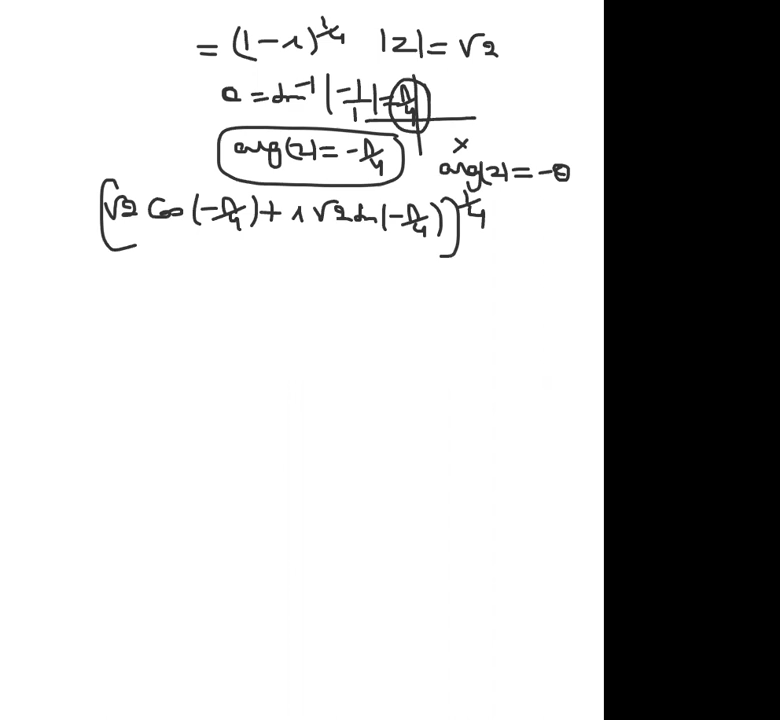 = (1-i)^{1/4} |z| = √2
θ = tan^{-1} |-1/1| = π/4
arg(z) = -π/4
arg(z) = -θ
[√2 cos(-π/4) + i √2 sin(-π/4)]^{1/4}